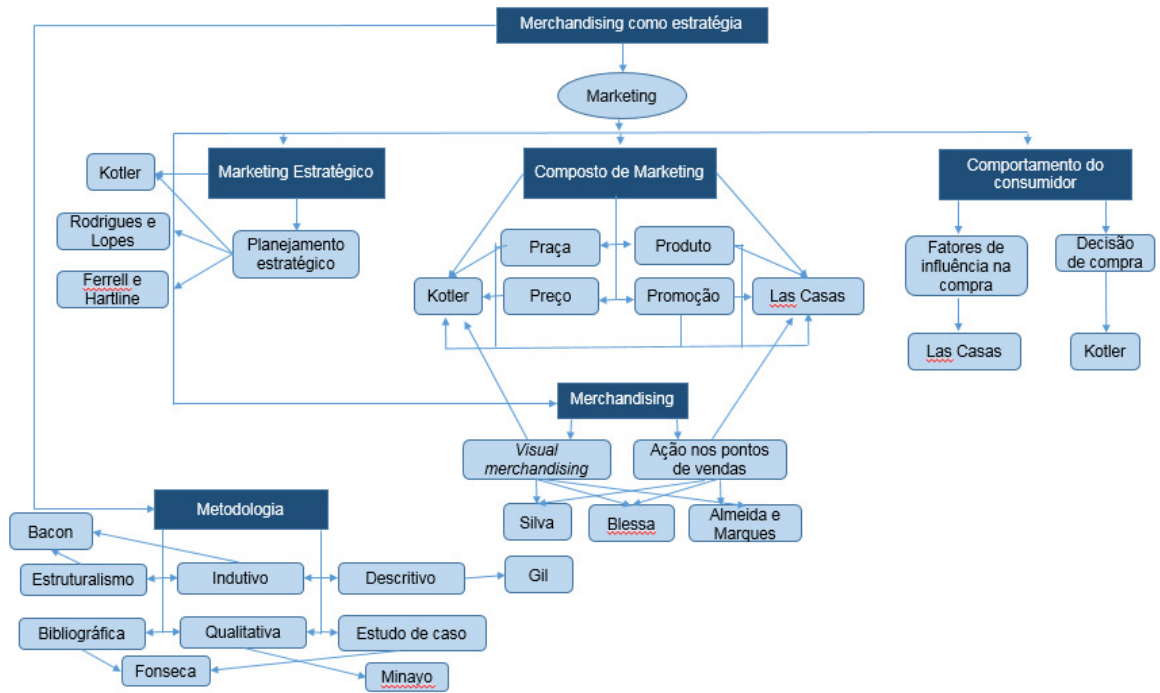 Merchandising como estratégia
Marketing
Marketing Estratégico
Composto de Marketing
Comportamento do
consumidor
Kotler
Rodrigues e
Lopes
Planejamento
estratégico
Ferrell e
Hartline
Praça
Produto
Kotler
Preço
Promoção
Las Casas
Fatores de
influência na
compra
Decisão
de compra
Las Casas
Kotler
Merchandising
Visual
merchandising
Ação nos pontos
de vendas
Silva
Blessa
Almeida e
Marques
Metodologia
Bacon
Estruturalismo
Indutivo
Descritivo
Gil
Bibliográfica
Qualitativa
Estudo de caso
Fonseca
Minayo